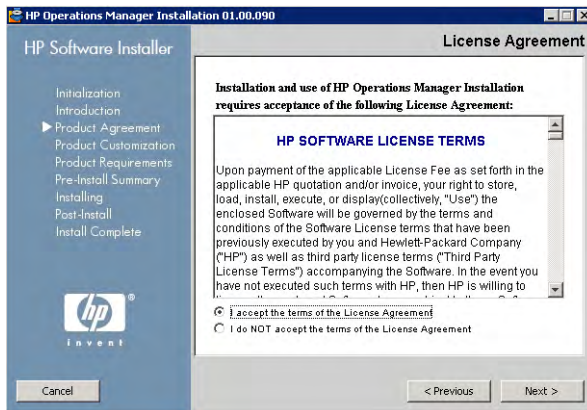 HP Operations Manager Installation 01.00.090
HP Software Installer
License Agreement
Initialization
Introduction
Product Agreement
Product Customization
Product Requirements
Pre-Install Summary
Installing
Post-Install
Install Complete
Installation and use of HP Operations Manager Installation
requires acceptance of the following License Agreement:
HP SOFTWARE LICENSE TERMS
Upon payment of the applicable License Fee as set forth in the
applicable HP quotation and/or invoice, your right to store,
load, install, execute, or display(collectively, "Use") the
enclosed Software will be governed by the terms and
conditions of the Software License terms that have been
previously executed by you and Hewlett-Packard Company
("HP") as well as third party license terms ("Third Party
License Terms") accompanying the Software. In the event you
have not executed such terms with HP, then HP is willing to
I accept the terms of the License Agreement
I do NOT accept the terms of the License Agreement
hp
®
invent
Cancel
< Previous
Next >